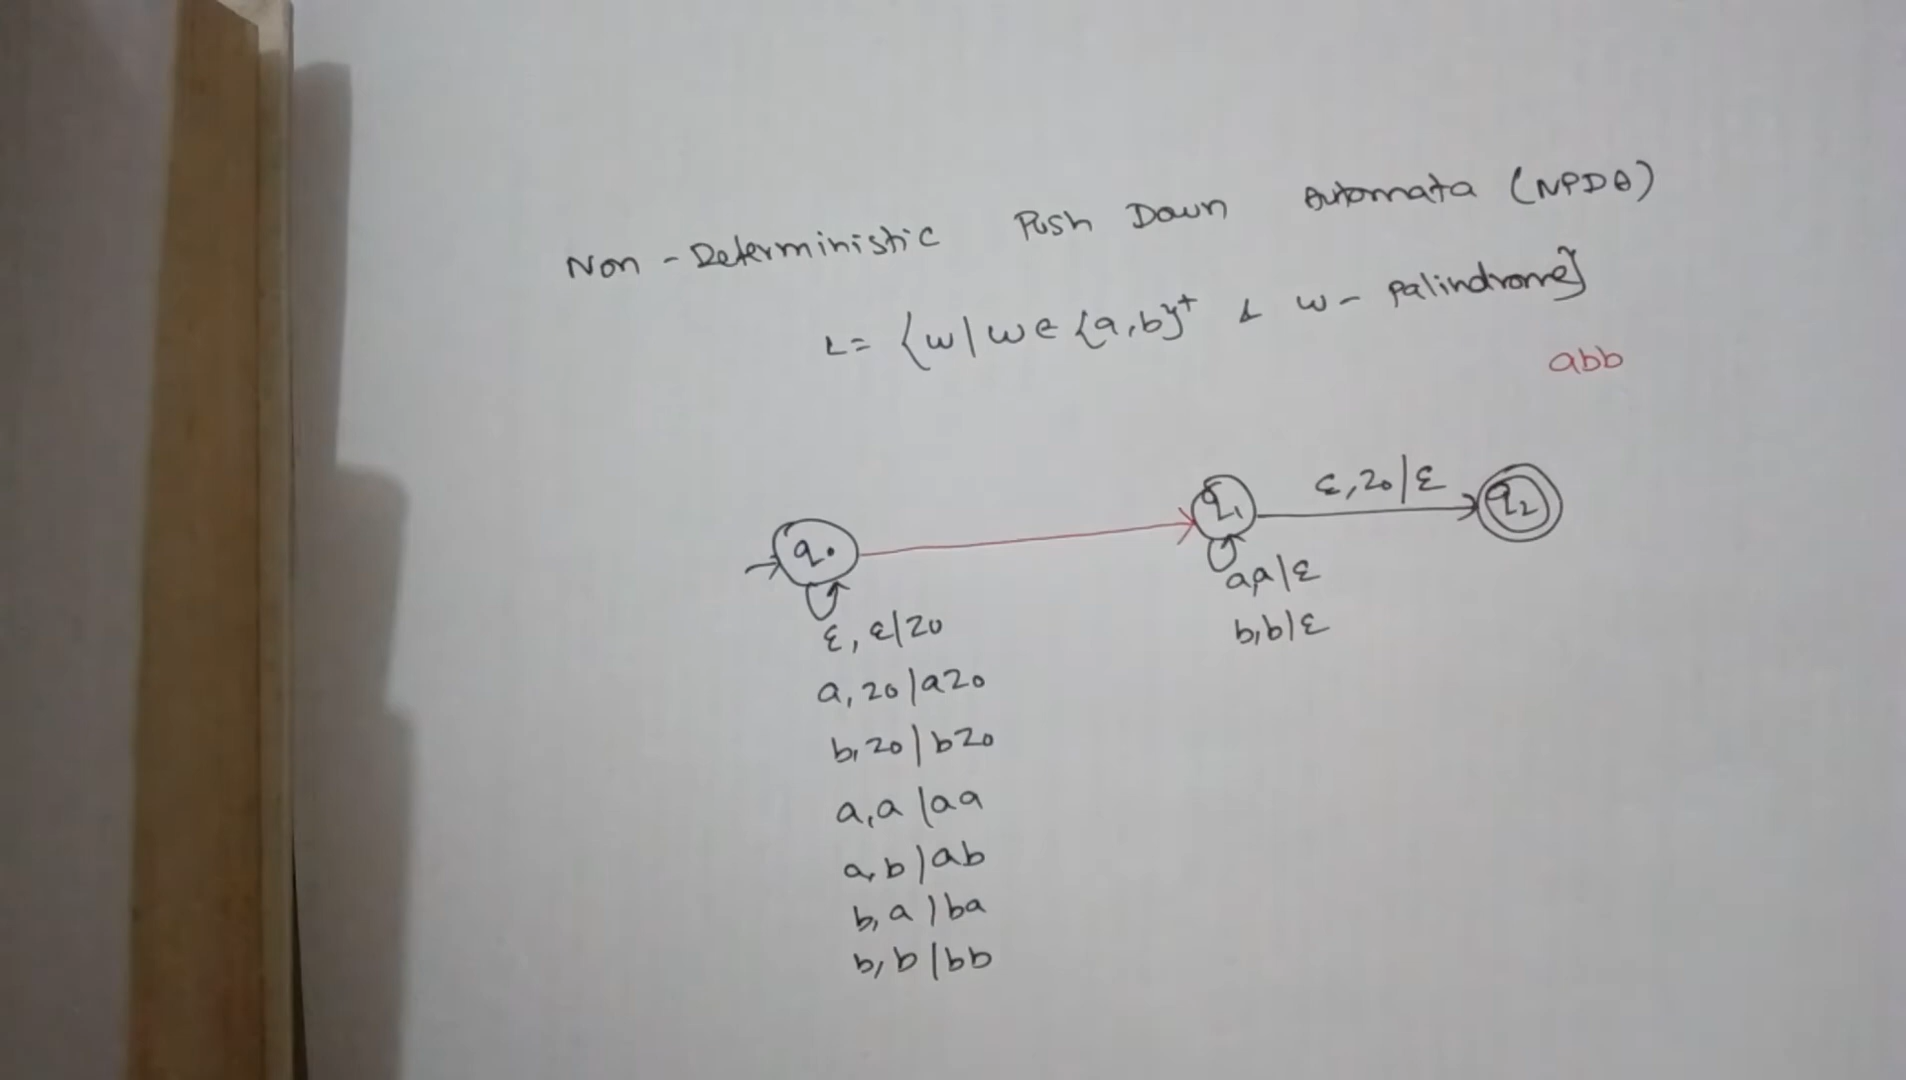 Non-Deterministic Push Down Automata (NPDA)
L= {w|w∈{a,b}⁺ & w- palindrome}
abb
ε,z0|ε
q0 q1 q2
a,a|ε
b,b|ε
ε, ε|z0
a,z0|az0
b,z0|bz0
a,a|aa
a,b|ab
b,a|ba
b,b|bb